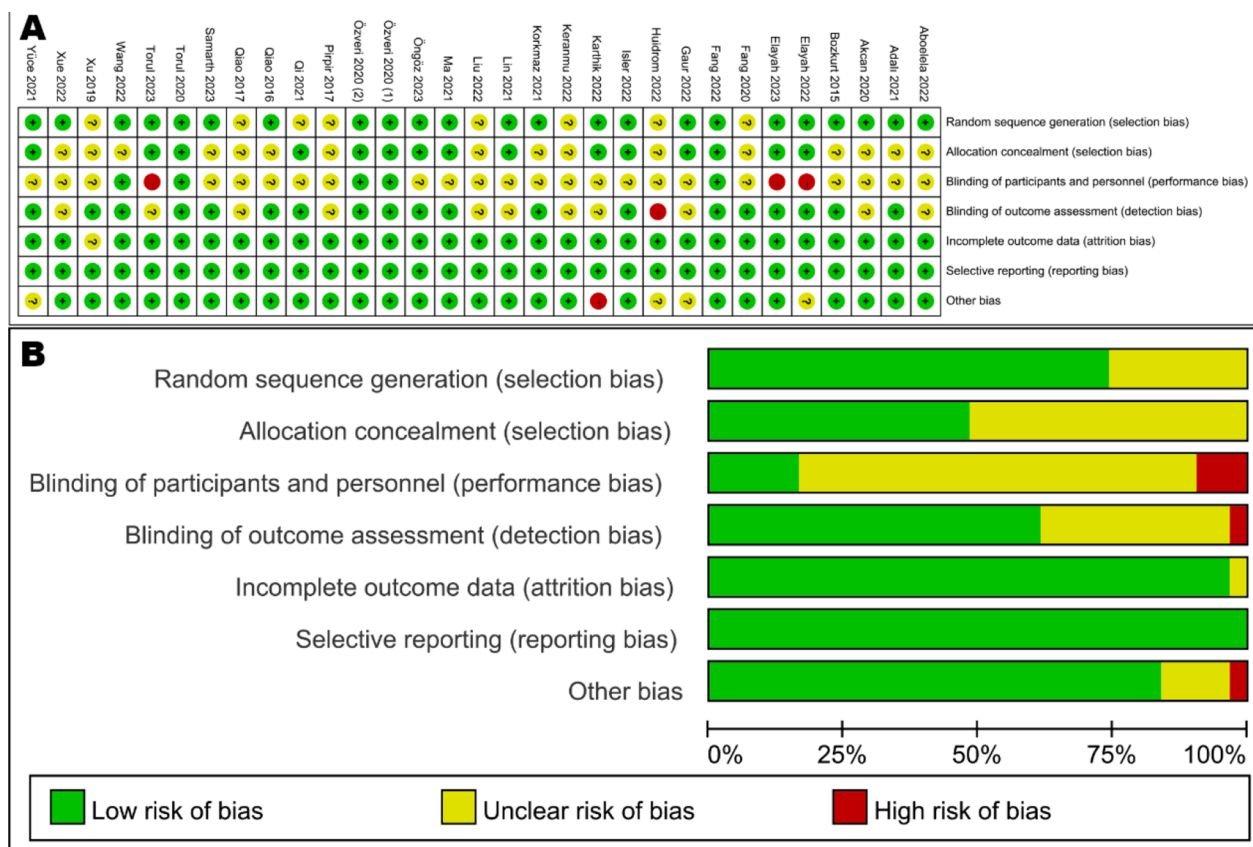 A
Yüce 2021
Xue 2022
Xu 2019
Wang 2022
Torul 2023
Torul 2020
Samarth 2023
Qiao 2017
Qiao 2016
Qi 2021
Pirpir 2017
Özveri 2020 (2)
Özveri 2020 (1)
Öngöz 2023
Ma 2021
Liu 2022
Lin 2021
Korkmaz 2021
Keranmu 2022
Karthik 2022
Isler 2022
Huidrom 2022
Gaur 2022
Fang 2022
Fang 2020
Elayah 2023
Elayah 2022
Bozkurt 2015
Akcan 2020
Adalı 2021
Aboelela 2022
Random sequence generation (selection bias)
Allocation concealment (selection bias)
Blinding of participants and personnel (performance bias)
Blinding of outcome assessment (detection bias)
Incomplete outcome data (attrition bias)
Selective reporting (reporting bias)
Other bias
B
Random sequence generation (selection bias)
Allocation concealment (selection bias)
Blinding of participants and personnel (performance bias)
Blinding of outcome assessment (detection bias)
Incomplete outcome data (attrition bias)
Selective reporting (reporting bias)
Other bias
0% 25% 50% 75% 100%
Low risk of bias Unclear risk of bias High risk of bias